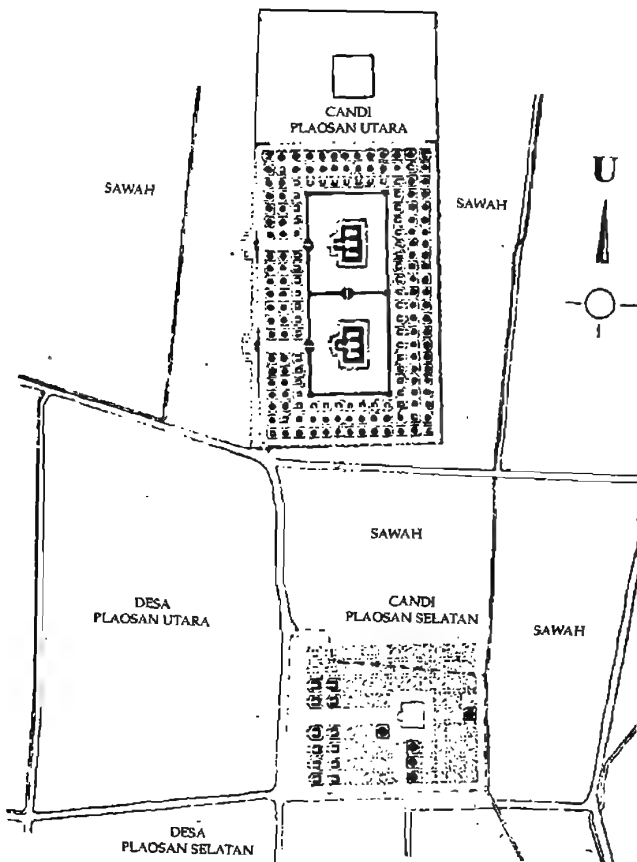 CANDI
PLAOSAN UTARA
SAWAH
SAWAH
U
SAWAH
DESA
PLAOSAN UTARA
CANDI
PLAOSAN SELATAN
SAWAH
DESA
PLAOSAN SELATAN